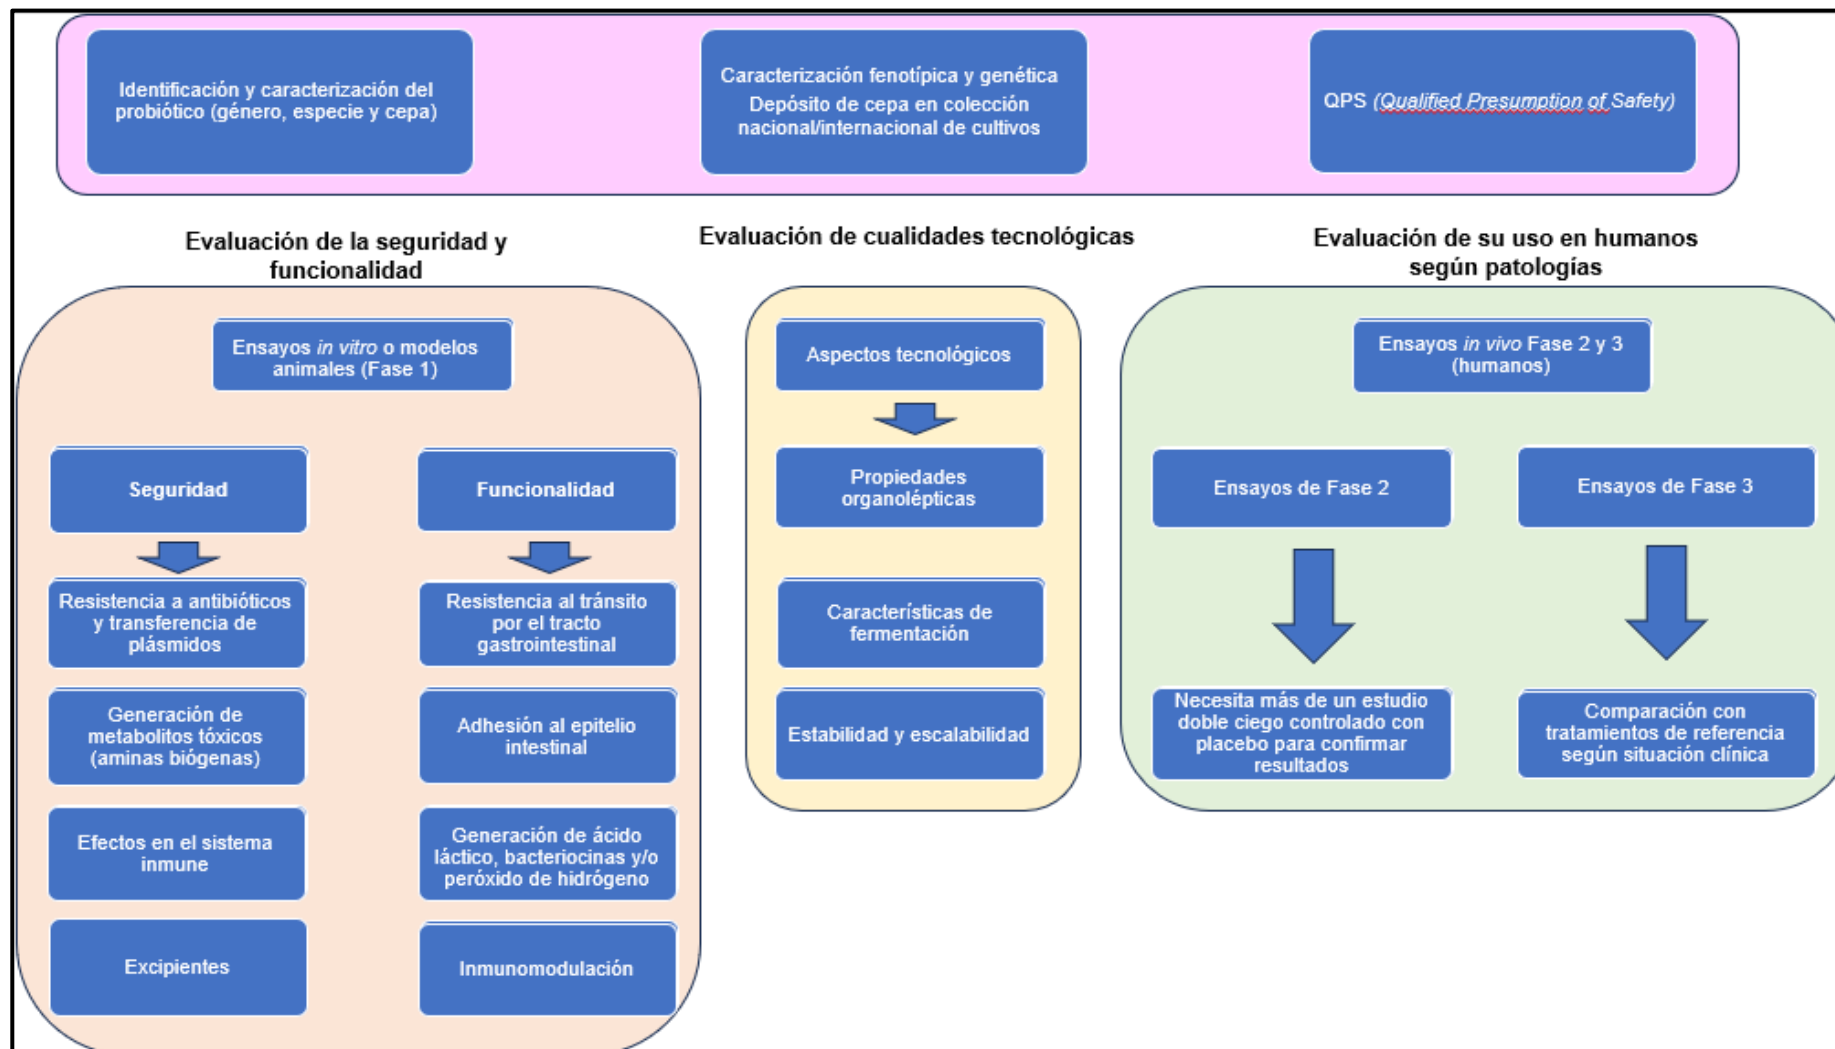 Identificación y caracterización del
probiótico (género, especie y cepa)
Caracterización fenotípica y genética
Depósito de cepa en colección
nacional/internacional de cultivos
QPS (Qualified Presumption of Safety)
Evaluación de la seguridad y
funcionalidad
Ensayos in vitro o modelos
animales (Fase 1)
Seguridad
Resistencia a antibióticos
y transferencia de
plásmidos
Generación de
metabolitos tóxicos
(aminas biógenas)
Efectos en el sistema
inmune
Excipientes
Funcionalidad
Resistencia al tránsito
por el tracto
gastrointestinal
Adhesión al epitelio
intestinal
Generación de ácido
láctico, bacteriocinas y/o
peróxido de hidrógeno
Inmunomodulación
Evaluación de cualidades tecnológicas
Aspectos tecnológicos
Propiedades
organolépticas
Características de
fermentación
Estabilidad y escalabilidad
Evaluación de su uso en humanos
según patologías
Ensayos in vivo Fase 2 y 3
(humanos)
Ensayos de Fase 2
Necesita más de un estudio
doble ciego controlado con
placebo para confirmar
resultados
Ensayos de Fase 3
Comparación con
tratamientos de referencia
según situación clínica